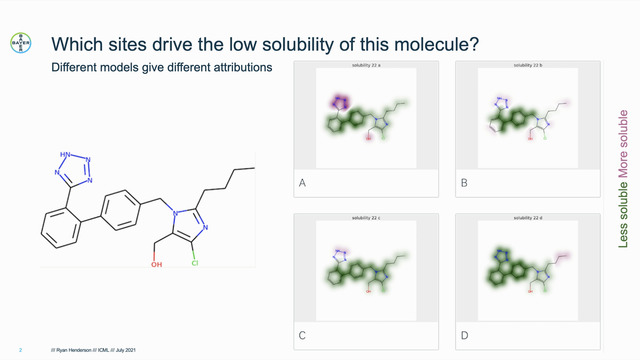 BAYER
Which sites drive the low solubility of this molecule?
Different models give different attributions
solubility 22 a
solubility 22 b
A
B
solubility 22 c
solubility 22 d
C
D
HN
N
N
N
N
N
OH
Cl
Less soluble More soluble
2
/// Ryan Henderson /// ICML /// July 2021